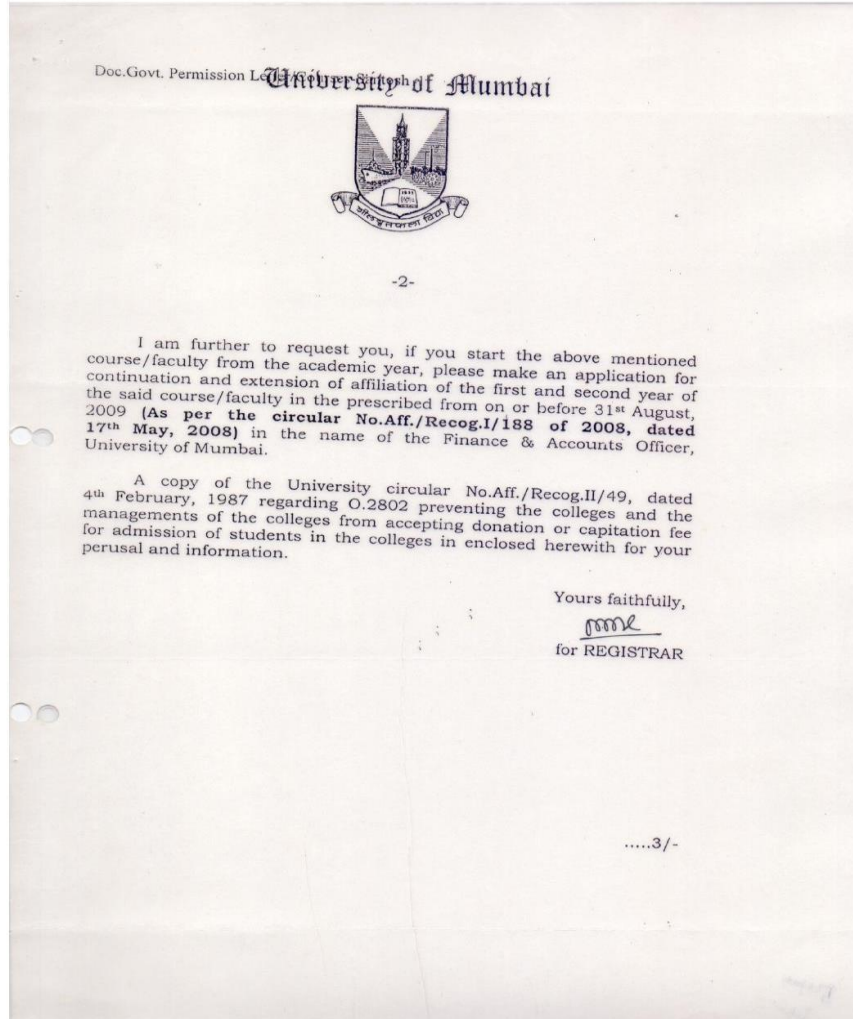 Doc.Govt. Permission Letter/Courses-Santosh
University of Mumbai
-2-
I am further to request you, if you start the above mentioned
course/faculty from the academic year, please make an application for
continuation and extension of affiliation of the first and second year of
the said course/faculty in the prescribed from on or before 31st August,
2009 (As per the circular No.Aff./Recog.I/188 of 2008, dated
17th May, 2008) in the name of the Finance & Accounts Officer,
University of Mumbai.
A copy of the University circular No.Aff./Recog.II/49, dated
4th February, 1987 regarding O.2802 preventing the colleges and the
managements of the colleges from accepting donation or capitation fee
for admission of students in the colleges in enclosed herewith for your
perusal and information.
Yours faithfully,
for REGISTRAR
.....3/-